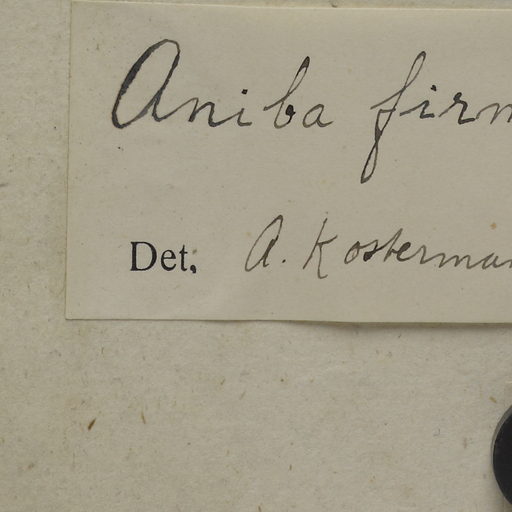 Aniba firm
Det. A. Kosterman